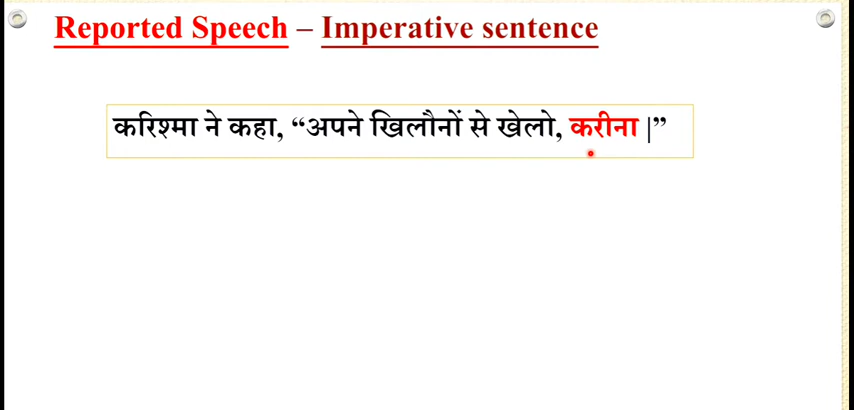 Reported Speech – Imperative sentence
करिश्मा ने कहा, “अपने खिलौनों से खेलो, करीना |”